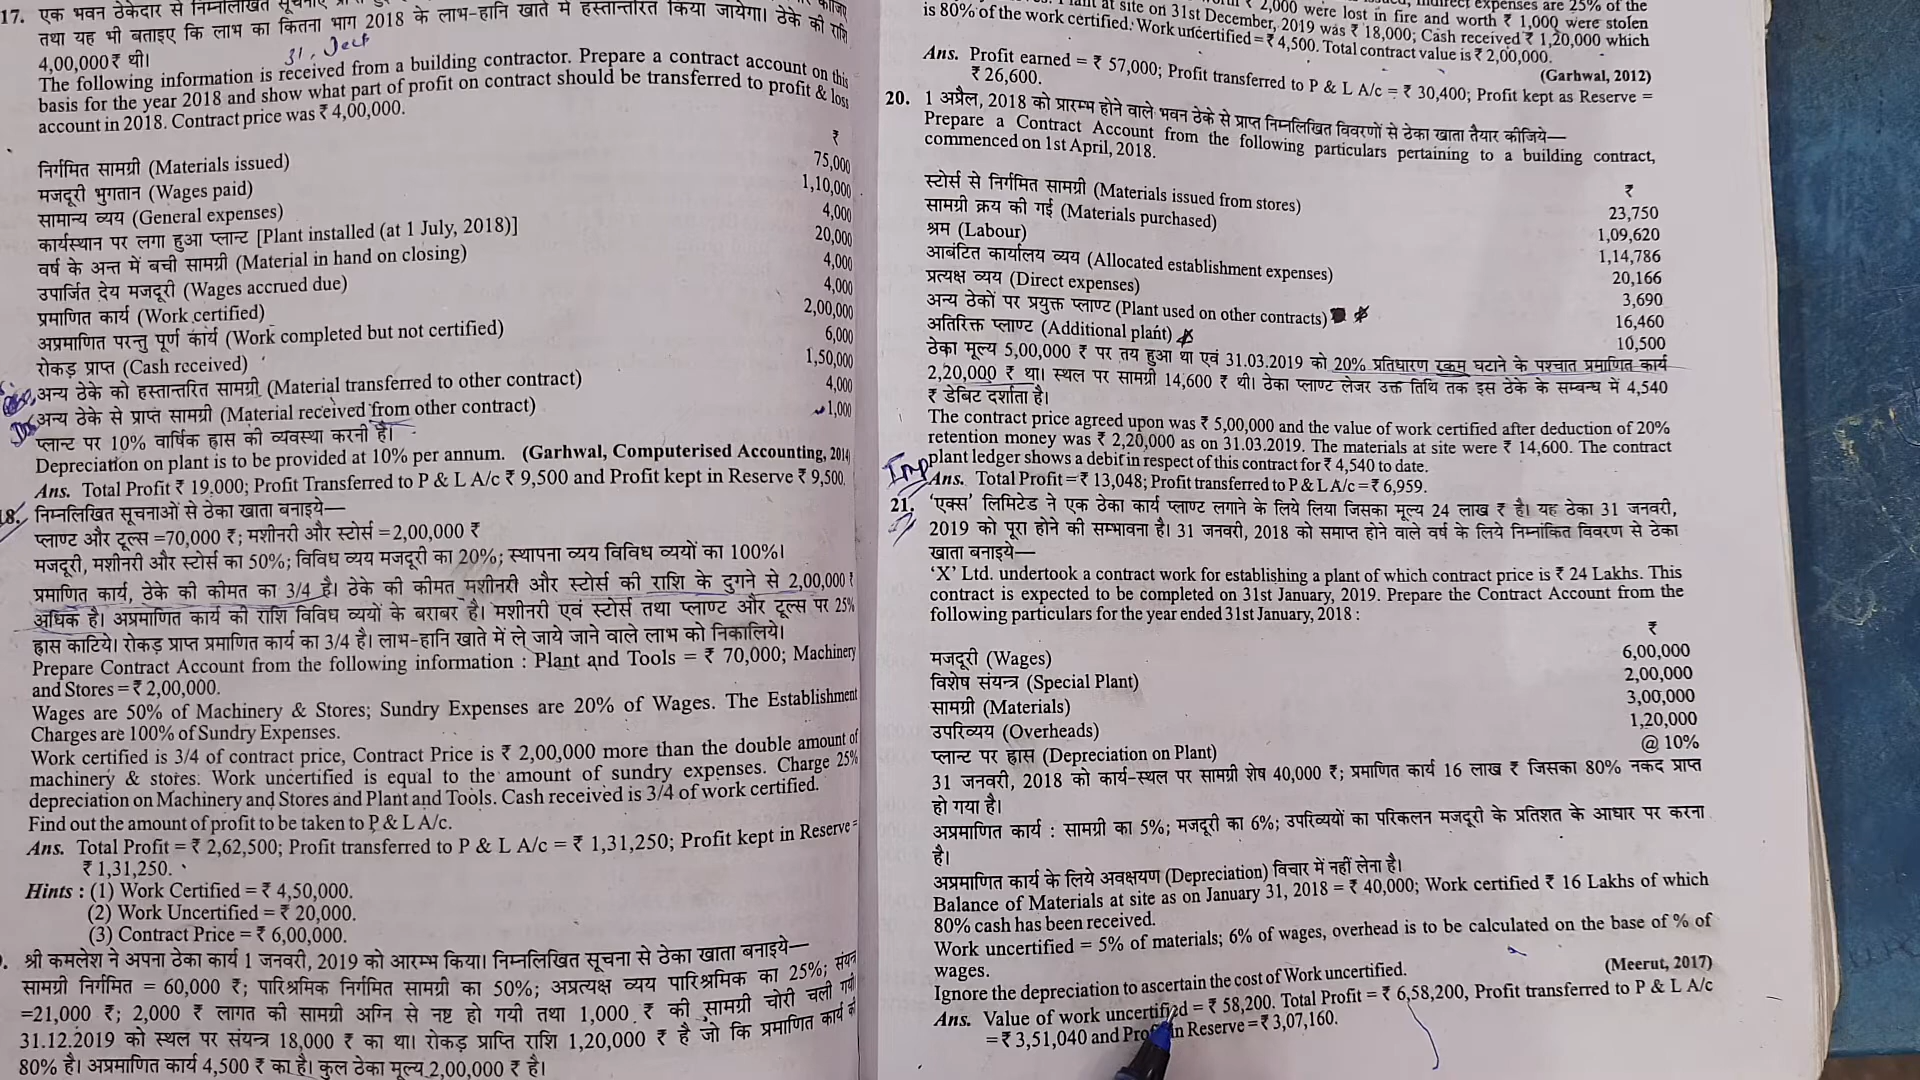 17. एक भवन ठेकेदार से निम्नलिखित
तथा यह भी बताइए कि लाभ का कितना भाग 2018 के लाभ-हानि खाते में हस्तान्तरित किया जायेगा। ठेके की राशि
4,00,000 ₹ थी।
The following information is received from a building contractor. Prepare a contract account on this
basis for the year 2018 and show what part of profit on contract should be transferred to profit & loss
account in 2018. Contract price was ₹ 4,00,000.
₹
निर्गमित सामग्री (Materials issued) 75,000
मजदूरी भुगतान (Wages paid) 1,10,000
सामान्य व्यय (General expenses) 4,000
कार्यस्थान पर लगा हुआ प्लान्ट [Plant installed (at 1 July, 2018)] 20,000
वर्ष के अन्त में बची सामग्री (Material in hand on closing) 4,000
उपार्जित देय मजदूरी (Wages accrued due) 4,000
प्रमाणित कार्य (Work certified) 2,00,000
अप्रमाणित परन्तु पूर्ण कार्य (Work completed but not certified) 6,000
रोकड़ प्राप्त (Cash received) 1,50,000
अन्य ठेके को हस्तान्तरित सामग्री (Material transferred to other contract) 4,000
अन्य ठेके से प्राप्त सामग्री (Material received from other contract) 1,000
प्लान्ट पर 10% वार्षिक ह्रास की व्यवस्था करनी है।
Depreciation on plant is to be provided at 10% per annum. (Garhwal, Computerised Accounting, 2014
Ans. Total Profit ₹ 19,000; Profit Transferred to P & L A/c ₹ 9,500 and Profit kept in Reserve ₹ 9,500.
18. निम्नलिखित सूचनाओं से ठेका खाता बनाइये—
प्लाण्ट और टूल्स =70,000 ₹; मशीनरी और स्टोर्स =2,00,000 ₹
मजदूरी, मशीनरी और स्टोर्स का 50%; विविध व्यय मजदूरी का 20%; स्थापना व्यय विविध व्ययों का 100%।
प्रमाणित कार्य, ठेके की कीमत का 3/4 है। ठेके की कीमत मशीनरी और स्टोर्स की राशि के दुगने से 2,00,000 ₹
अधिक है। अप्रमाणित कार्य की राशि विविध व्ययों के बराबर है। मशीनरी एवं स्टोर्स तथा प्लाण्ट और टूल्स पर 25%
ह्रास काटिये। रोकड़ प्राप्त प्रमाणित कार्य का 3/4 है। लाभ-हानि खाते में ले जाये जाने वाले लाभ को निकालिये।
Prepare Contract Account from the following information : Plant and Tools = ₹ 70,000; Machinery
and Stores = ₹ 2,00,000.
Wages are 50% of Machinery & Stores; Sundry Expenses are 20% of Wages. The Establishment
Charges are 100% of Sundry Expenses.
Work certified is 3/4 of contract price, Contract Price is ₹ 2,00,000 more than the double amount of
machinery & stores. Work uncertified is equal to the amount of sundry expenses. Charge 25%
depreciation on Machinery and Stores and Plant and Tools. Cash received is 3/4 of work certified.
Find out the amount of profit to be taken to P & L A/c.
Ans. Total Profit = ₹ 2,62,500; Profit transferred to P & L A/c = ₹ 1,31,250; Profit kept in Reserve =
₹ 1,31,250.
Hints : (1) Work Certified = ₹ 4,50,000.
(2) Work Uncertified = ₹ 20,000.
(3) Contract Price = ₹ 6,00,000.
श्री कमलेश ने अपना ठेका कार्य 1 जनवरी, 2019 को आरम्भ किया। निम्नलिखित सूचना से ठेका खाता बनाइये—
सामग्री निर्गमित = 60,000 ₹; पारिश्रमिक निर्गमित सामग्री का 50%; अप्रत्यक्ष व्यय पारिश्रमिक का 25%; संयन्त्र
=21,000 ₹; 2,000 ₹ लागत की सामग्री अग्नि से नष्ट हो गयी तथा 1,000 ₹ की सामग्री चोरी चली गयी
31.12.2019 को स्थल पर संयन्त्र 18,000 ₹ का था। रोकड़ प्राप्ति राशि 1,20,000 ₹ है जो कि प्रमाणित कार्य का
80% है। अप्रमाणित कार्य 4,500 ₹ का है। कुल ठेका मूल्य 2,00,000 ₹ है।
₹ 2,000 were lost in fire and worth ₹ 1,000 were stolen
at site on 31st December, 2019 was ₹ 18,000; Cash received ₹ 1,20,000 which
is 80% of the work certified. Work uncertified = ₹ 4,500. Total contract value is ₹ 2,00,000.
(Garhwal, 2012)
Ans. Profit earned = ₹ 57,000; Profit transferred to P & L A/c = ₹ 30,400; Profit kept as Reserve =
₹ 26,600.
20. 1 अप्रैल, 2018 को प्रारम्भ होने वाले भवन ठेके से प्राप्त निम्नलिखित विवरणों से ठेका खाता तैयार कीजिये—
Prepare a Contract Account from the following particulars pertaining to a building contract,
commenced on 1st April, 2018.
₹
स्टोर्स से निर्गमित सामग्री (Materials issued from stores) 23,750
सामग्री क्रय की गई (Materials purchased) 1,09,620
श्रम (Labour) 1,14,786
आबंटित कार्यालय व्यय (Allocated establishment expenses) 20,166
प्रत्यक्ष व्यय (Direct expenses) 3,690
अन्य ठेकों पर प्रयुक्त प्लाण्ट (Plant used on other contracts) 16,460
अतिरिक्त प्लाण्ट (Additional plant) 10,500
ठेका मूल्य 5,00,000 ₹ पर तय हुआ था एवं 31.03.2019 को 20% प्रतिधारण रकम घटाने के पश्चात प्रमाणित कार्य
2,20,000 ₹ था। स्थल पर सामग्री 14,600 ₹ थी। ठेका प्लाण्ट लेजर उक्त तिथि तक इस ठेके के सम्बन्ध में 4,540
₹ डेबिट दर्शाता है।
The contract price agreed upon was ₹ 5,00,000 and the value of work certified after deduction of 20%
retention money was ₹ 2,20,000 as on 31.03.2019. The materials at site were ₹ 14,600. The contract
plant ledger shows a debit in respect of this contract for ₹ 4,540 to date.
Imp Ans. Total Profit = ₹ 13,048; Profit transferred to P & L A/c = ₹ 6,959.
21. 'एक्स' लिमिटेड ने एक ठेका कार्य प्लाण्ट लगाने के लिये लिया जिसका मूल्य 24 लाख ₹ है। यह ठेका 31 जनवरी,
2019 को पूरा होने की सम्भावना है। 31 जनवरी, 2018 को समाप्त होने वाले वर्ष के लिये निम्नांकित विवरण से ठेका
खाता बनाइये—
'X' Ltd. undertook a contract work for establishing a plant of which contract price is ₹ 24 Lakhs. This
contract is expected to be completed on 31st January, 2019. Prepare the Contract Account from the
following particulars for the year ended 31st January, 2018 :
₹
मजदूरी (Wages) 6,00,000
विशेष संयन्त्र (Special Plant) 2,00,000
सामग्री (Materials) 3,00,000
उपरिव्यय (Overheads) 1,20,000
प्लान्ट पर ह्रास (Depreciation on Plant) @ 10%
31 जनवरी, 2018 को कार्य-स्थल पर सामग्री शेष 40,000 ₹; प्रमाणित कार्य 16 लाख ₹ जिसका 80% नकद प्राप्त
हो गया है।
अप्रमाणित कार्य : सामग्री का 5%; मजदूरी का 6%; उपरिव्ययों का परिकलन मजदूरी के प्रतिशत के आधार पर करना
है।
अप्रमाणित कार्य के लिये अवक्षयण (Depreciation) विचार में नहीं लेना है।
Balance of Materials at site as on January 31, 2018 = ₹ 40,000; Work certified ₹ 16 Lakhs of which
80% cash has been received.
Work uncertified = 5% of materials; 6% of wages, overhead is to be calculated on the base of % of
wages.
Ignore the depreciation to ascertain the cost of Work uncertified. (Meerut, 2017)
Ans. Value of work uncertified = ₹ 58,200. Total Profit = ₹ 6,58,200, Profit transferred to P & L A/c
= ₹ 3,51,040 and in Reserve = ₹ 3,07,160.